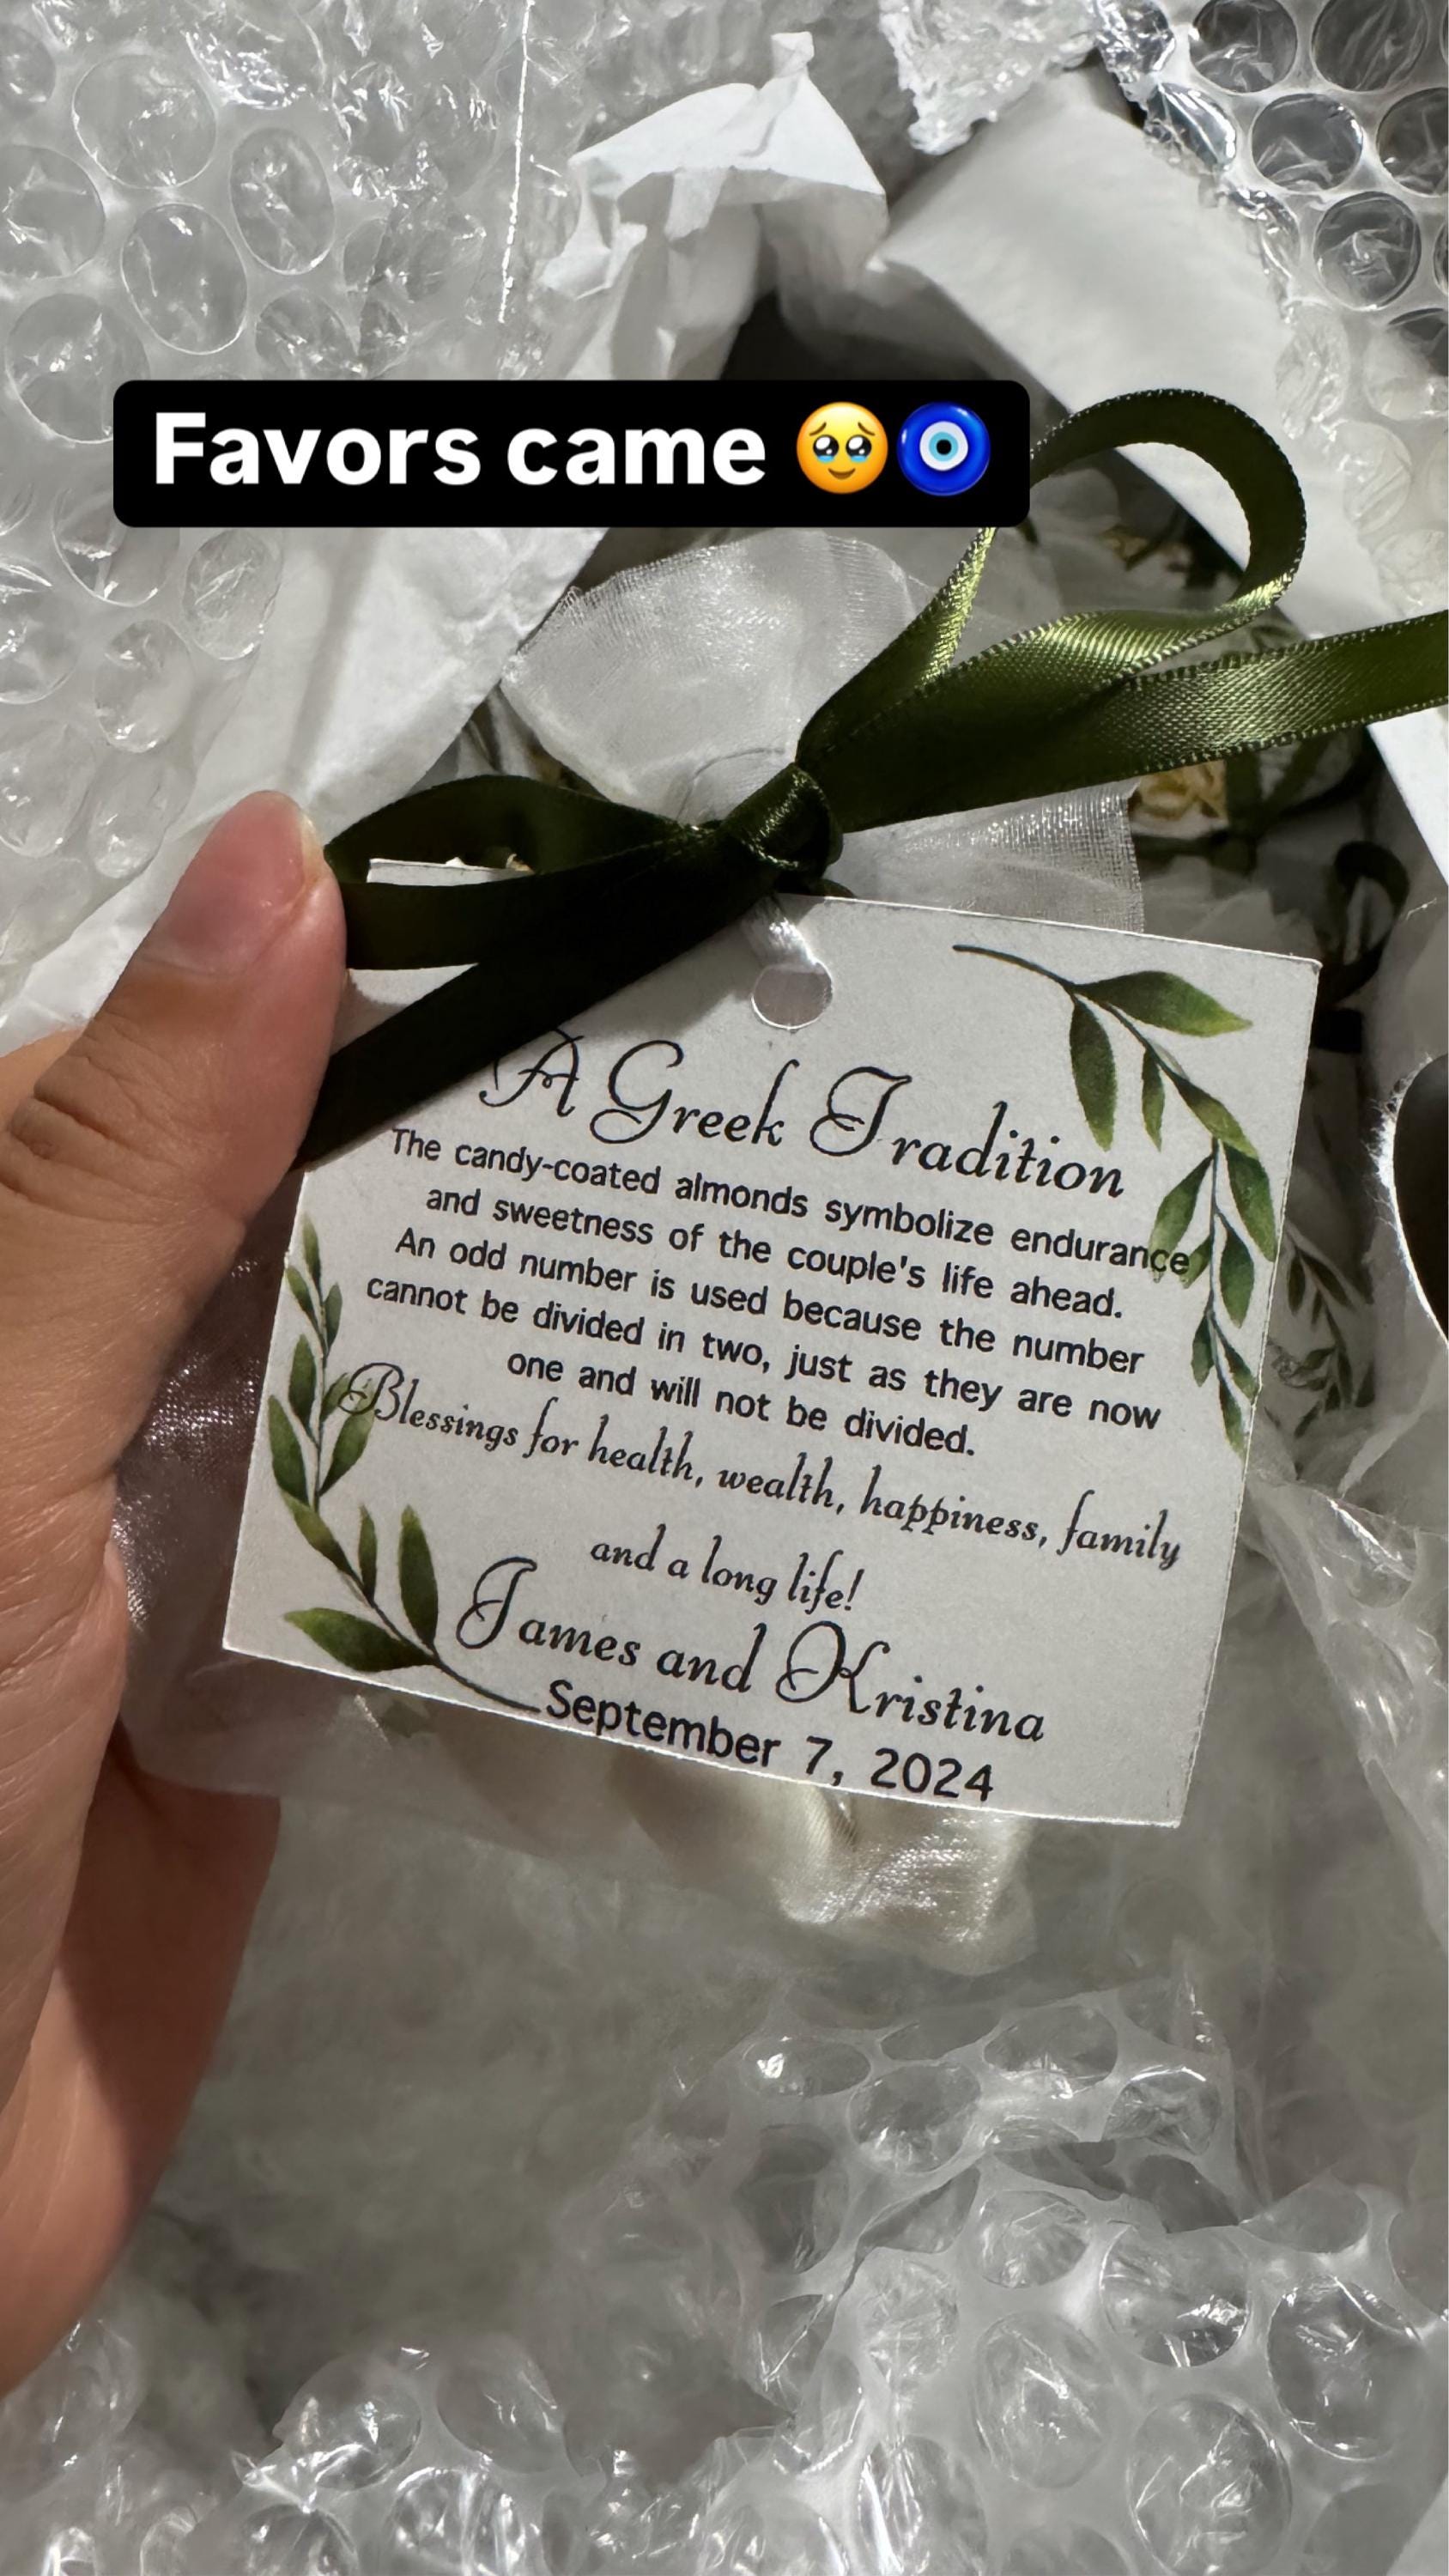 Favors came 🥹🧿
A Greek Tradition
The candy-coated almonds symbolize endurance
and sweetness of the couple's life ahead.
An odd number is used because the number
cannot be divided in two, just as they are now
one and will not be divided.
Blessings for health, wealth, happiness, family
and a long life!
James and Kristina
September 7, 2024